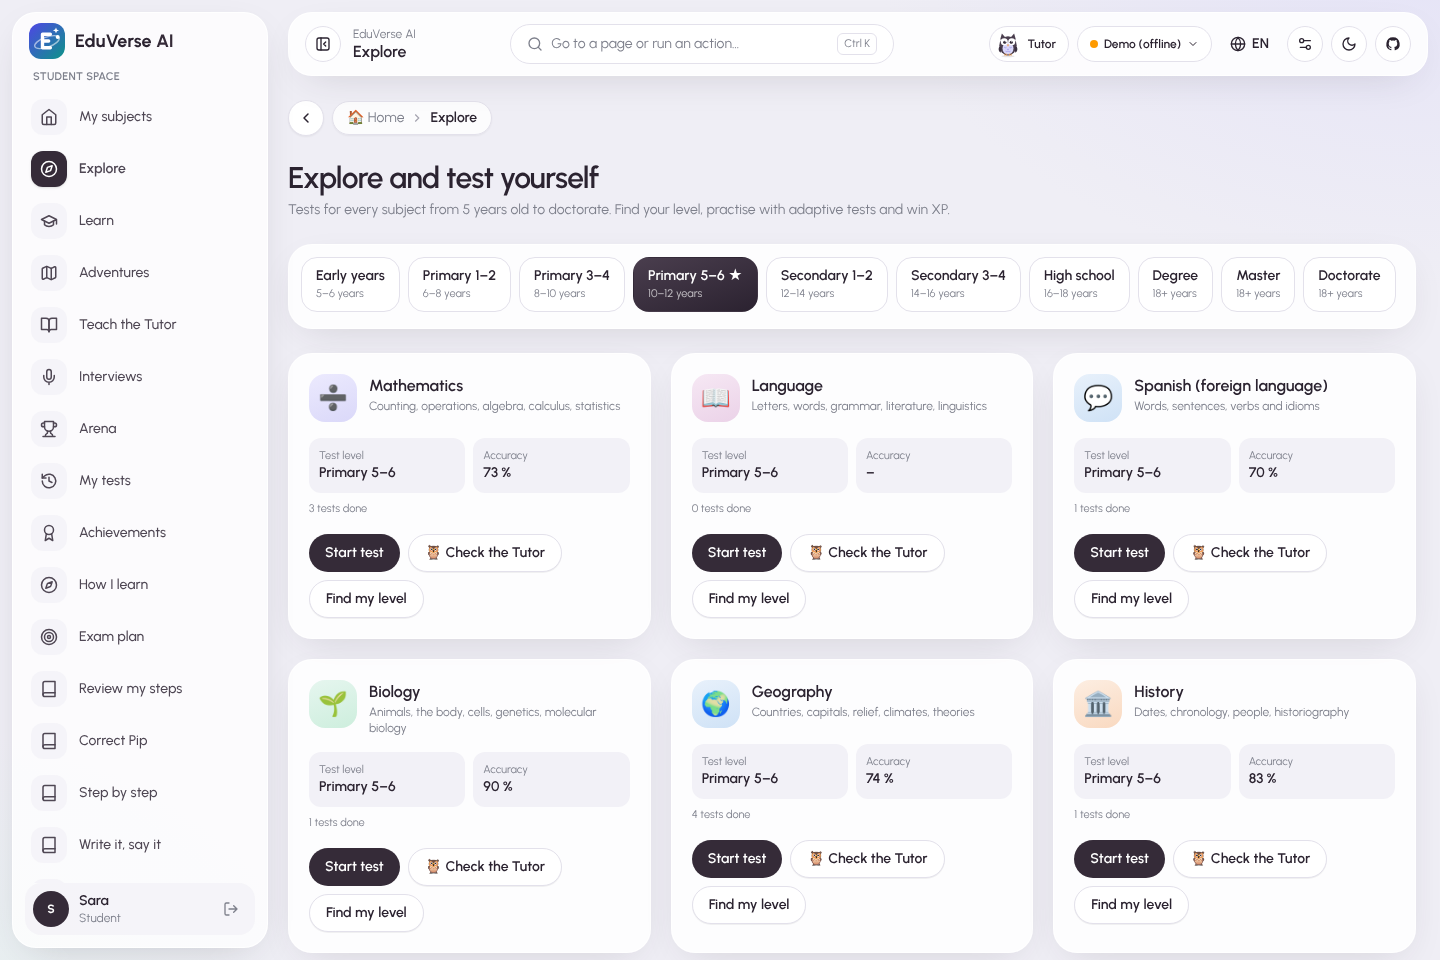 EduVerse AI
STUDENT SPACE
My subjects
Explore
Learn
Adventures
Teach the Tutor
Interviews
Arena
My tests
Achievements
How I learn
Exam plan
Review my steps
Correct Pip
Step by step
Write it, say it
S
Sara
Student
EduVerse AI
Explore
Go to a page or run an action...
Ctrl K
Tutor
Demo (offline)
EN
Home
Explore
Explore and test yourself
Tests for every subject from 5 years old to doctorate. Find your level, practise with adaptive tests and win XP.
Early years
5–6 years
Primary 1–2
6–8 years
Primary 3–4
8–10 years
Primary 5–6 ★
10–12 years
Secondary 1–2
12–14 years
Secondary 3–4
14–16 years
High school
16–18 years
Degree
18+ years
Master
18+ years
Doctorate
18+ years
Mathematics
Counting, operations, algebra, calculus, statistics
Test level
Primary 5–6
Accuracy
73 %
3 tests done
Start test
Check the Tutor
Find my level
Language
Letters, words, grammar, literature, linguistics
Test level
Primary 5–6
Accuracy
–
0 tests done
Start test
Check the Tutor
Find my level
Spanish (foreign language)
Words, sentences, verbs and idioms
Test level
Primary 5–6
Accuracy
70 %
1 tests done
Start test
Check the Tutor
Find my level
Biology
Animals, the body, cells, genetics, molecular
biology
Test level
Primary 5–6
Accuracy
90 %
1 tests done
Start test
Check the Tutor
Find my level
Geography
Countries, capitals, relief, climates, theories
Test level
Primary 5–6
Accuracy
74 %
4 tests done
Start test
Check the Tutor
Find my level
History
Dates, chronology, people, historiography
Test level
Primary 5–6
Accuracy
83 %
1 tests done
Start test
Check the Tutor
Find my level